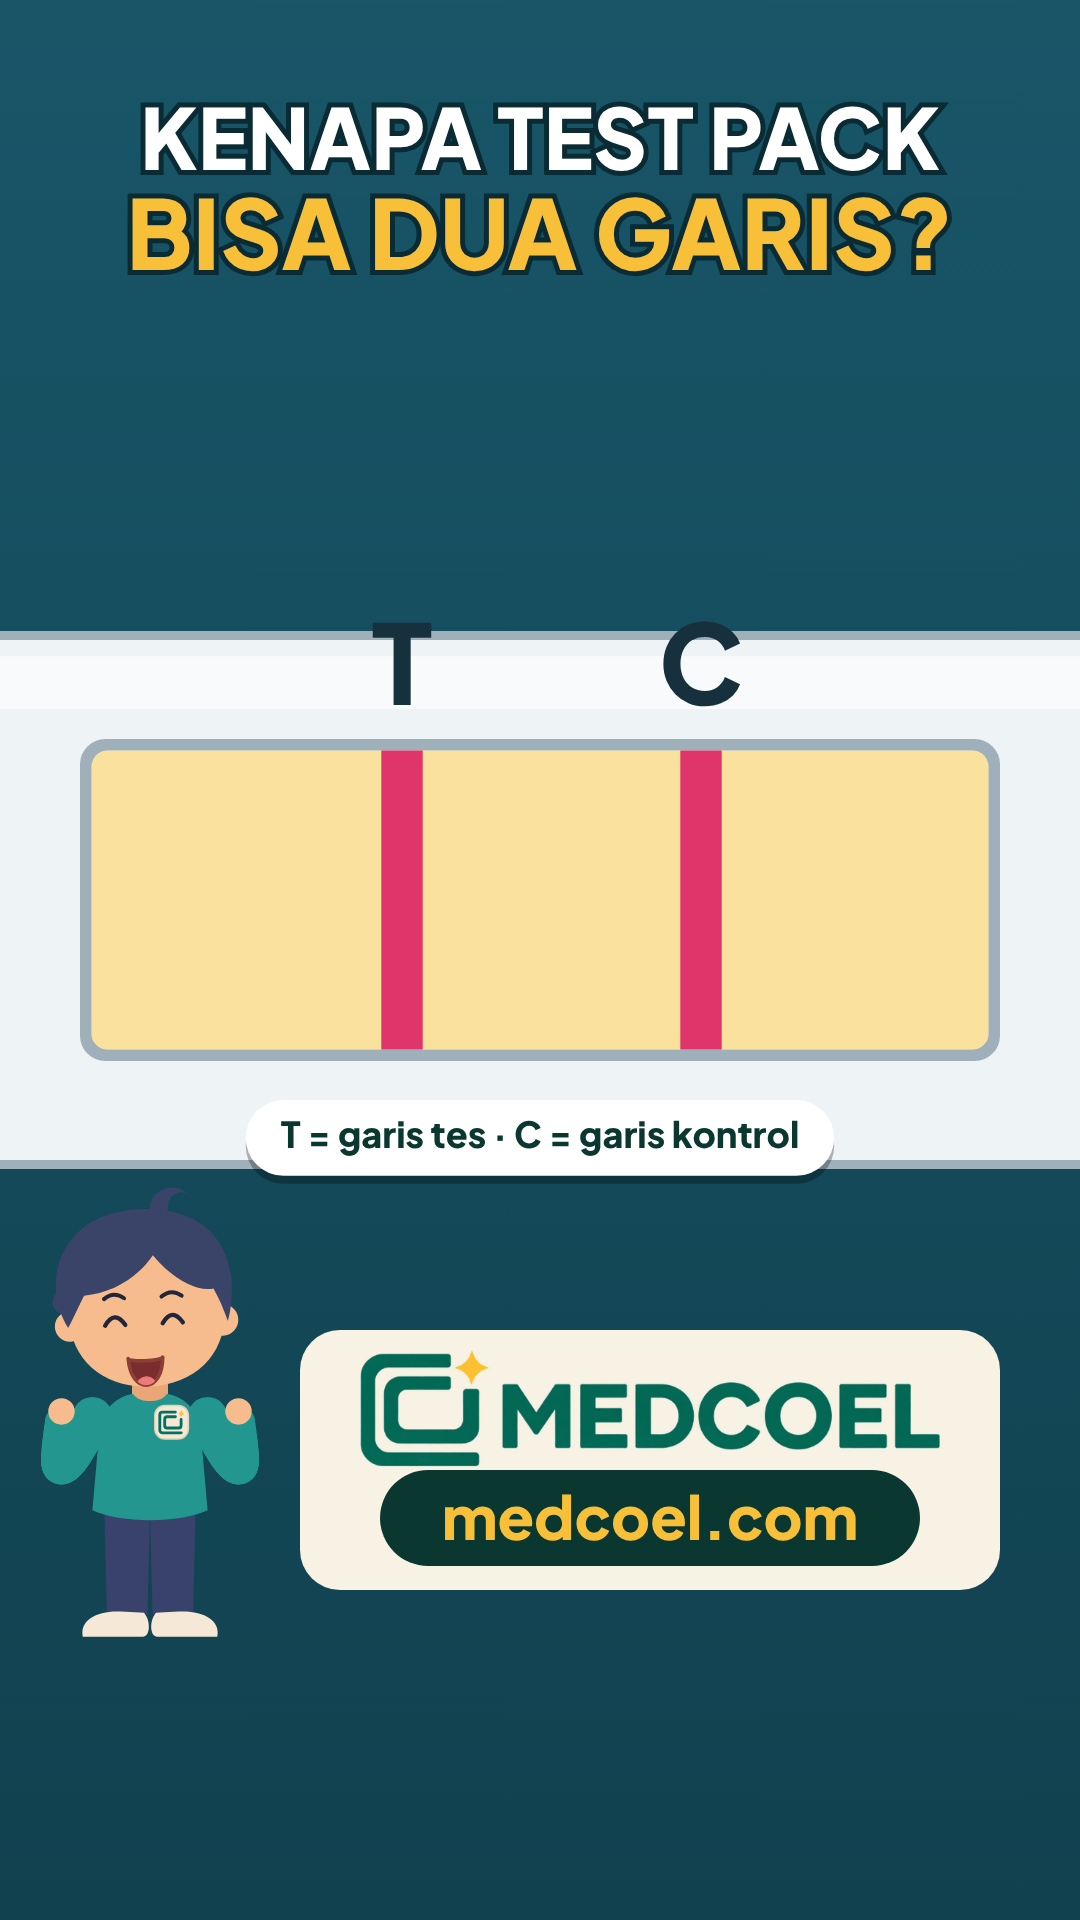 KENAPA TEST PACK
BISA DUA GARIS?
T C
T = garis tes · C = garis kontrol
MEDCOEL
medcoel.com